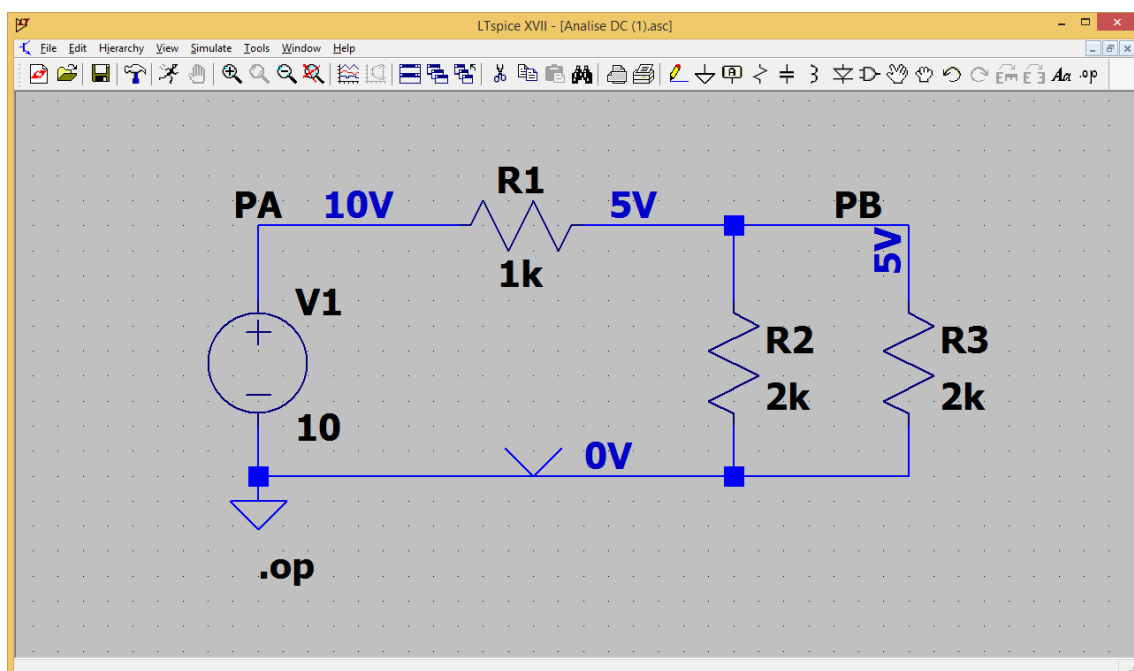 LTspice XVII - [Analise DC (1).asc]
File Edit Hierarchy View Simulate Tools Window Help
Aa .op
R1
PA 10V 5V PB
5V
1k
V1
R2 R3
2k 2k
10
0V
.op